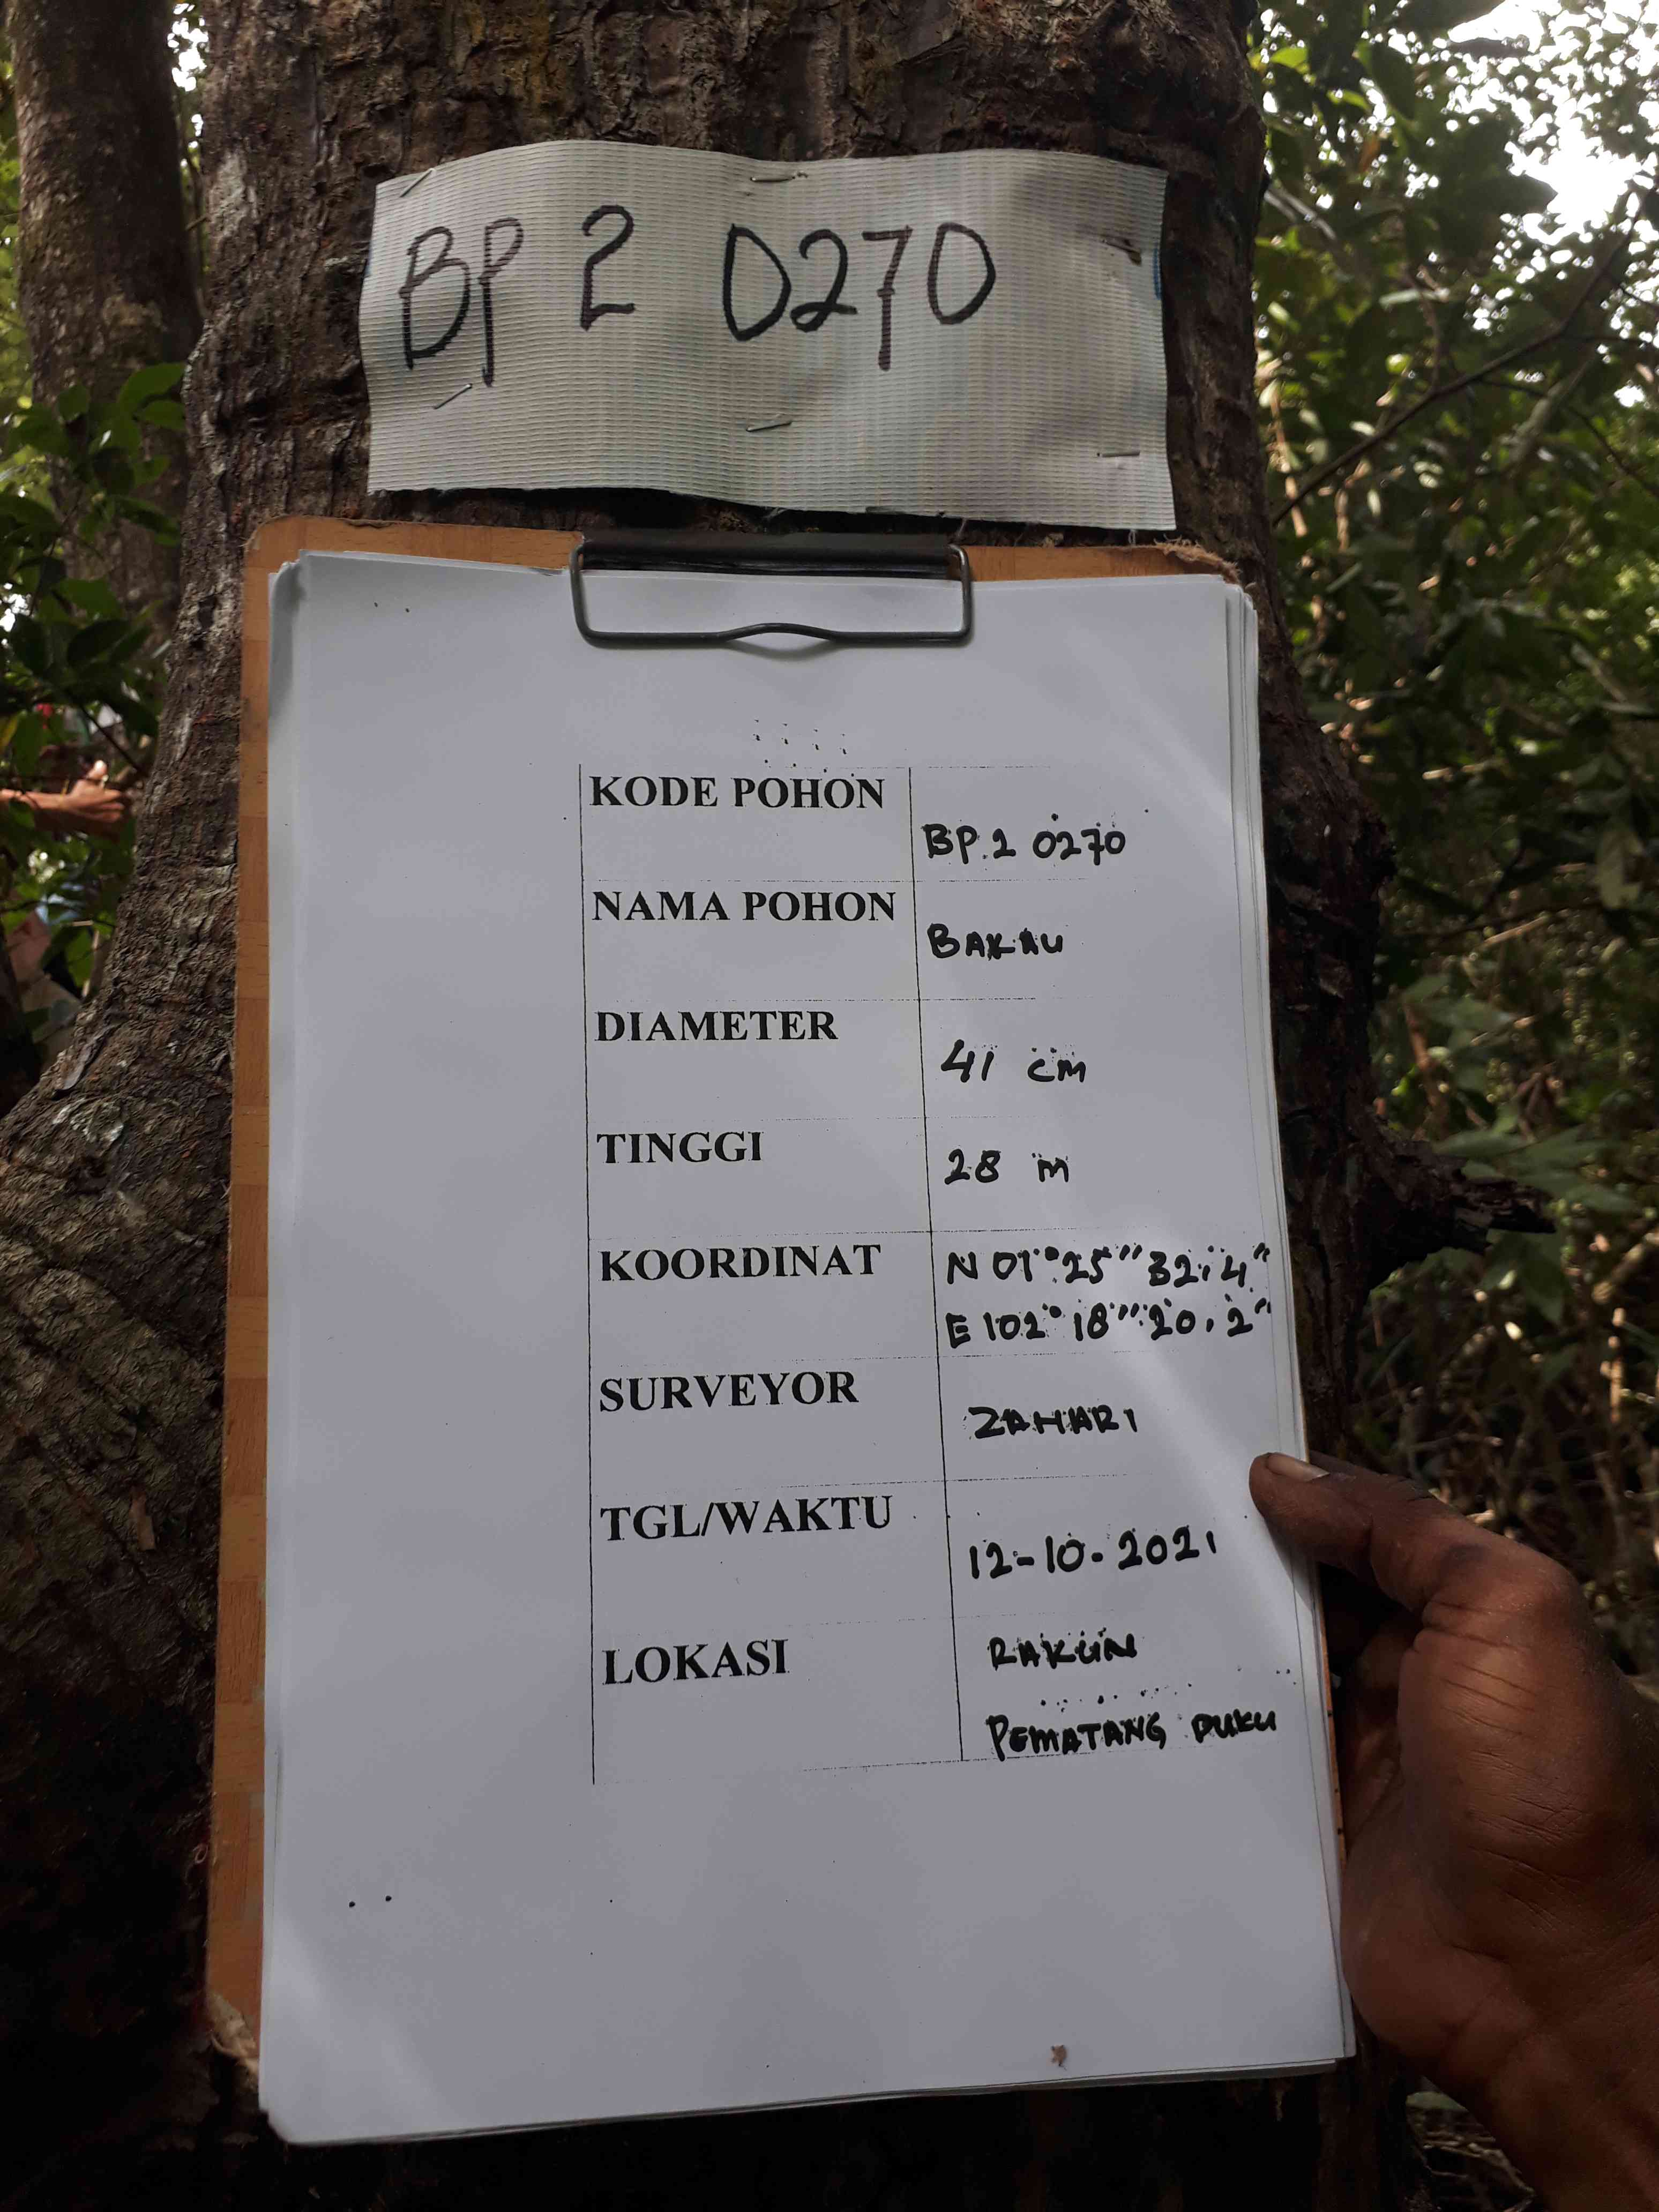 BP 2 0270
KODE POHON
BP.2 0270
NAMA POHON
BAKAU
DIAMETER
41 cm
TINGGI
28 m
KOORDINAT
N 01° 25" 32.4"
E 102° 18" 20.2"
SURVEYOR
ZAHARI
TGL/WAKTU
12-10-2021
LOKASI
RAKUN
PEMATANG DUKU